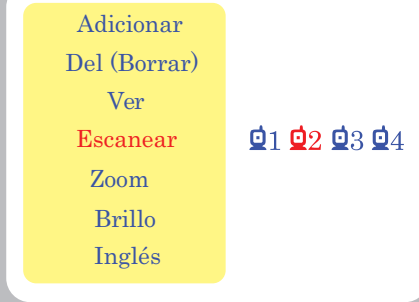 Adicionar
Del (Borrar)
Ver
Escanear
1 2 3 4
Zoom
Brillo
Inglés